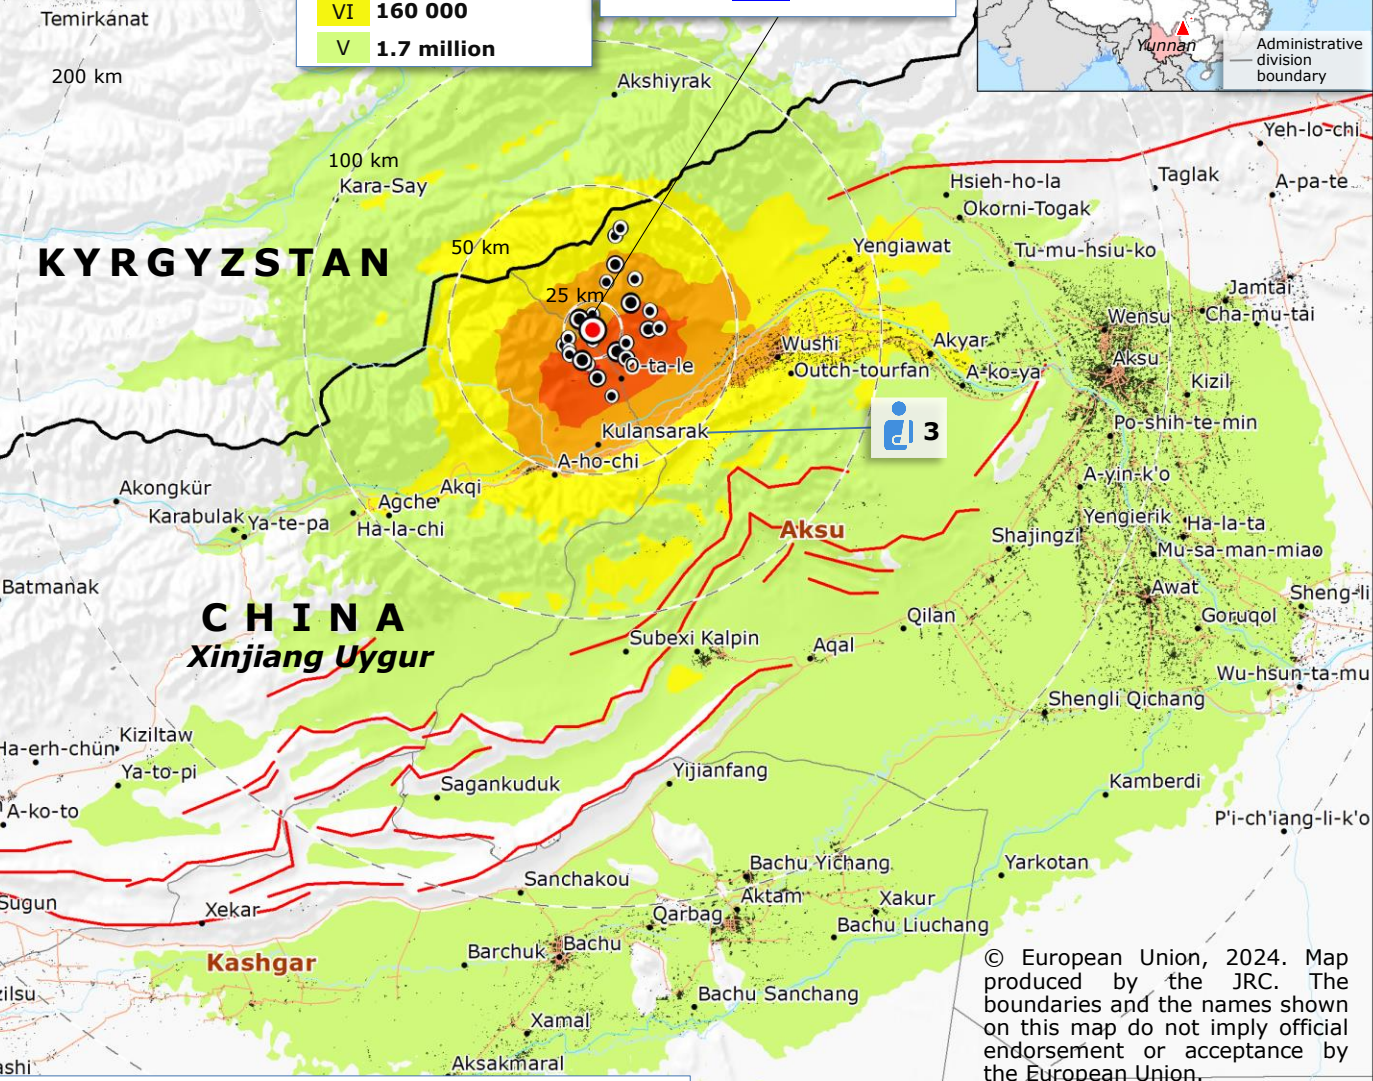 Temirkánat
VI 160 000
V 1.7 million
Yunnan
Administrative
division
boundary
200 km
Akshiyrak
Yeh-lo-chi
100 km
Kara-Say
Taglak
Hsieh-ho-la
A-pa-te
Okorni-Togak
KYRGYZSTAN
50 km
Yengiawat
Tu-mu-hsiu-ko
25 km
Jamtai
Cha-mu-tai
Wensu
Wushi
Akyar
Aksu
O-ta-le
Outch-tourfan
A-ko-ya
Kizil
Kulansarak
3
Po-shih-te-min
A-ho-chi
A-yin-k'o
Akongkür
Akqi
Agche
Karabulak
Ya-te-pa
Ha-la-chi
Aksu
Yengierik
Ha-la-ta
Shajingzi
Mu-sa-man-miao
Batmanak
Awat
Sheng-li
CHINA
Xinjiang Uygur
Qilan
Goruqol
Subexi
Kalpin
Aqal
Wu-hsun-ta-mu
Shengli Qichang
Kiziltaw
Ha-erh-chün
Ya-to-pi
Yijianfang
Sagankuduk
Kamberdi
A-ko-to
P'i-ch'iang-li-k'o
Bachu Yichang
Yarkotan
Sanchakou
Aktam
Xakur
Sugun
Xekar
Qarbag
Bachu Liuchang
Barchuk
Bachu
Kashgar
zilsu
Bachu Sanchang
Xamal
Aksakmaral
ashi
© European Union, 2024. Map
produced by the JRC. The
boundaries and the names shown
on this map do not imply official
endorsement or acceptance by
the European Union.